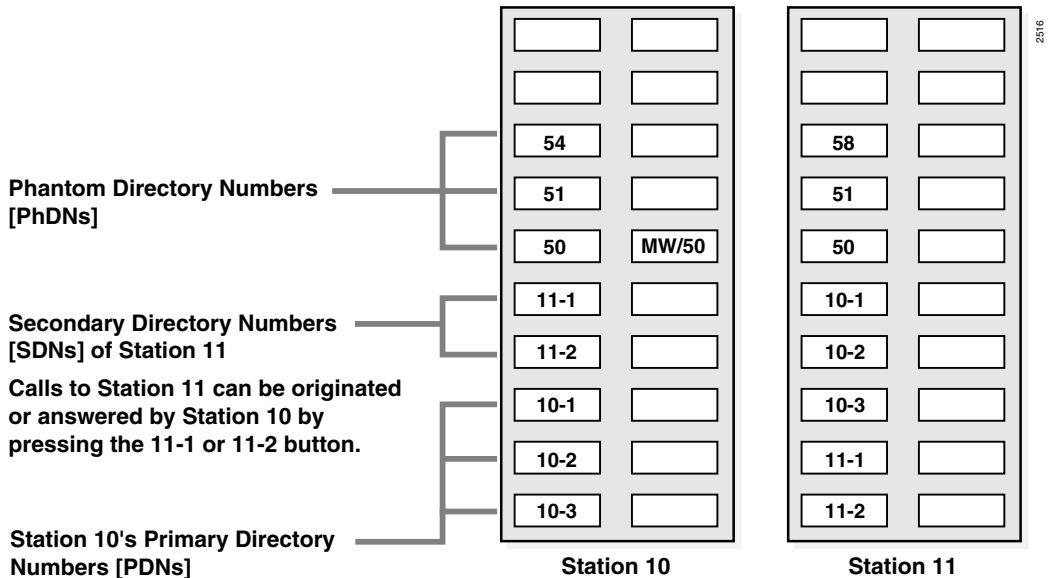 2516
54
58
Phantom Directory Numbers
[PhDNs]
51
51
50
MW/50
50
11-1
10-1
Secondary Directory Numbers
[SDNs] of Station 11
11-2
10-2
Calls to Station 11 can be originated
or answered by Station 10 by
pressing the 11-1 or 11-2 button.
10-1
10-3
10-2
11-1
10-3
11-2
Station 10's Primary Directory
Numbers [PDNs]
Station 10
Station 11